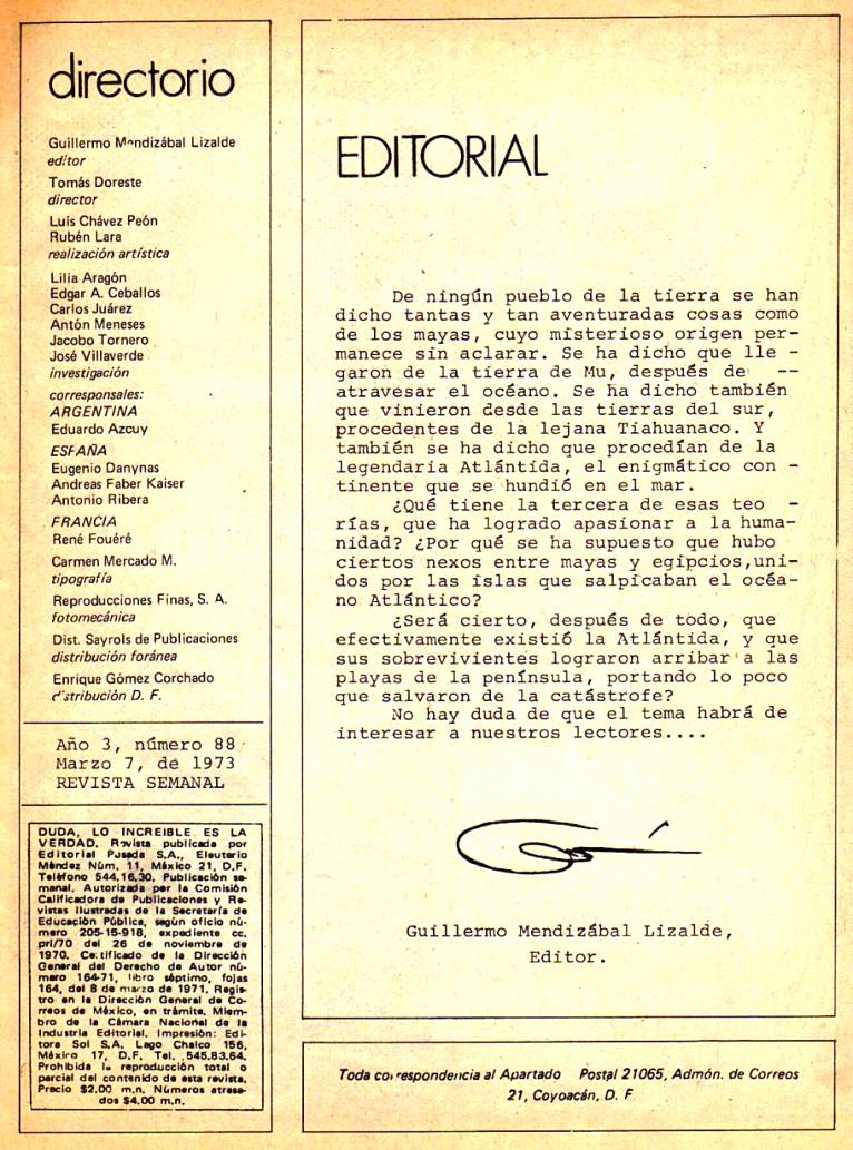 directorio
Guillermo Mendizábal Lizalde
editor
Tomás Doreste
director
Luis Chávez Peón
Rubén Lara
realización artística
Lilia Aragón
Edgar A. Ceballos
Carlos Juárez
Antón Meneses
Jacobo Tornero
José Villaverde
investigación
corresponsales:
ARGENTINA
Eduardo Azcuy
ESPAÑA
Eugenio Danynas
Andreas Faber Kaiser
Antonio Ribera
FRANCIA
René Fouéré
Carmen Mercado M.
tipografía
Reproducciones Finas, S. A.
fotomecánica
Dist. Sayrols de Publicaciones
distribución foránea
Enrique Gómez Corchado
distribución D. F.
Año 3, número 88
Marzo 7, de 1973
REVISTA SEMANAL
DUDA, LO INCREIBLE ES LA
VERDAD. Revista publicada por
Editorial Posada S.A., Eleuterio
Méndez Núm. 11, México 21, D.F.
Teléfono 544.16.30. Publicación se-
manal. Autorizada por la Comisión
Calificadora de Publicaciones y Re-
vistas Ilustradas de la Secretaría de
Educación Pública, según oficio nú-
mero 205-15-918, expediente cc.
pri/70 del 26 de noviembre de
1970. Certificado de la Dirección
General del Derecho de Autor nú-
mero 164-71, libro séptimo, fojas
164, del 8 de marzo de 1971. Regis-
tro en la Dirección General de Co-
rreos de México, en trámite. Miem-
bro de la Cámara Nacional de la
Industria Editorial. Impresión: Edi-
tora Sol S.A. Lago Chalco 156,
México 17, D.F. Tel. 545.83.64.
Prohibida la reproducción total o
parcial del contenido de esta revista.
Precio $2.00 m.n. Números atrasa-
dos $4.00 m.n.
EDITORIAL
De ningún pueblo de la tierra se han
dicho tantas y tan aventuradas cosas como
de los mayas, cuyo misterioso origen per-
manece sin aclarar. Se ha dicho que lle -
garon de la tierra de Mu, después de --
atravesar el océano. Se ha dicho también
que vinieron desde las tierras del sur,
procedentes de la lejana Tiahuanaco. Y
también se ha dicho que procedían de la
legendaria Atlántida, el enigmático con -
tinente que se hundió en el mar.
¿Qué tiene la tercera de esas teo -
rías, que ha logrado apasionar a la huma-
nidad? ¿Por qué se ha supuesto que hubo
ciertos nexos entre mayas y egipcios,uni-
dos por las islas que salpicaban el océa-
no Atlántico?
¿Será cierto, después de todo, que
efectivamente existió la Atlántida, y que
sus sobrevivientes lograron arribar a las
playas de la península, portando lo poco
que salvaron de la catástrofe?
No hay duda de que el tema habrá de
interesar a nuestros lectores....
Guillermo Mendizábal Lizalde,
Editor.
Toda correspondencia al Apartado Postal 21065, Admón. de Correos
21, Coyoacán, D. F